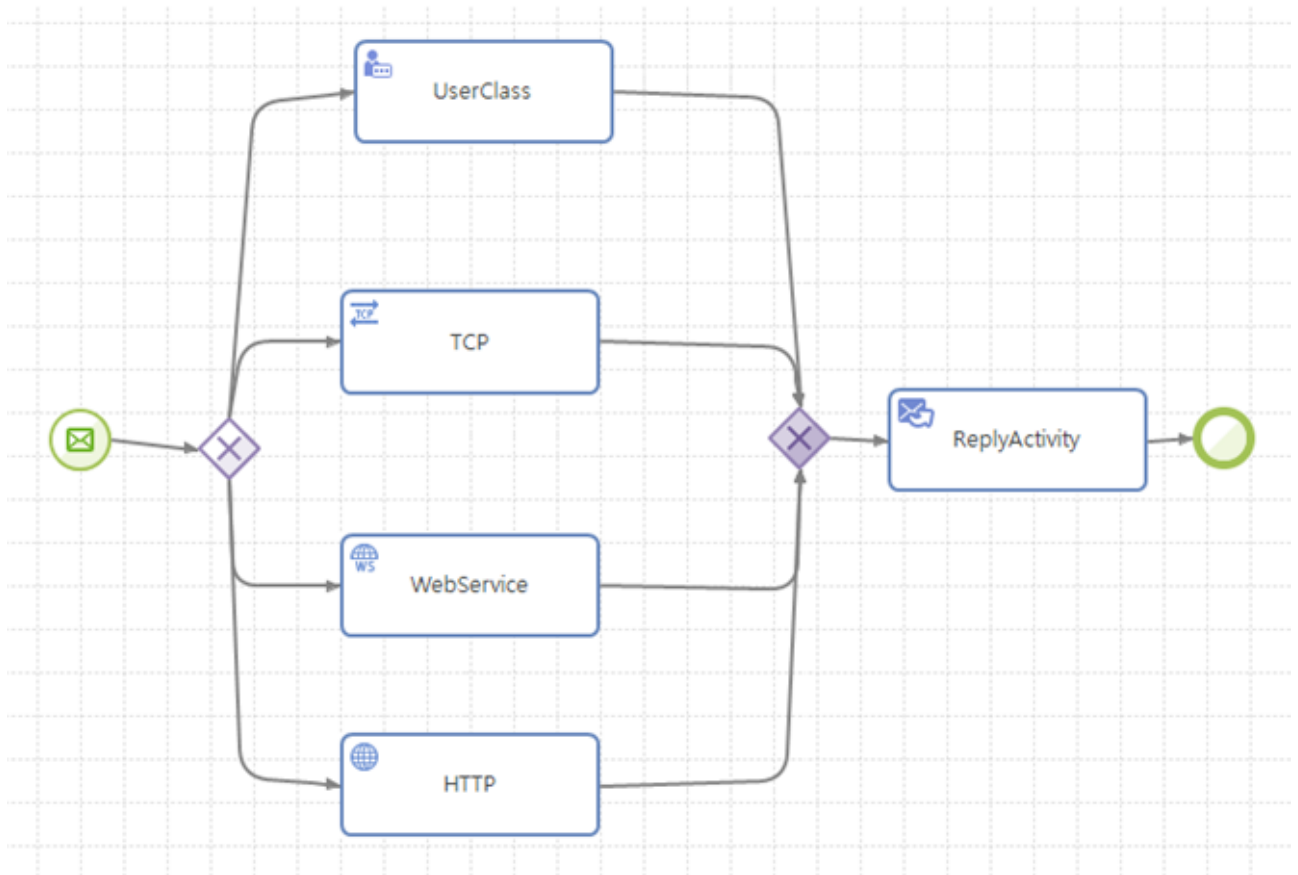 UserClass
TCP
TCP
WS
WebService
HTTP
ReplyActivity